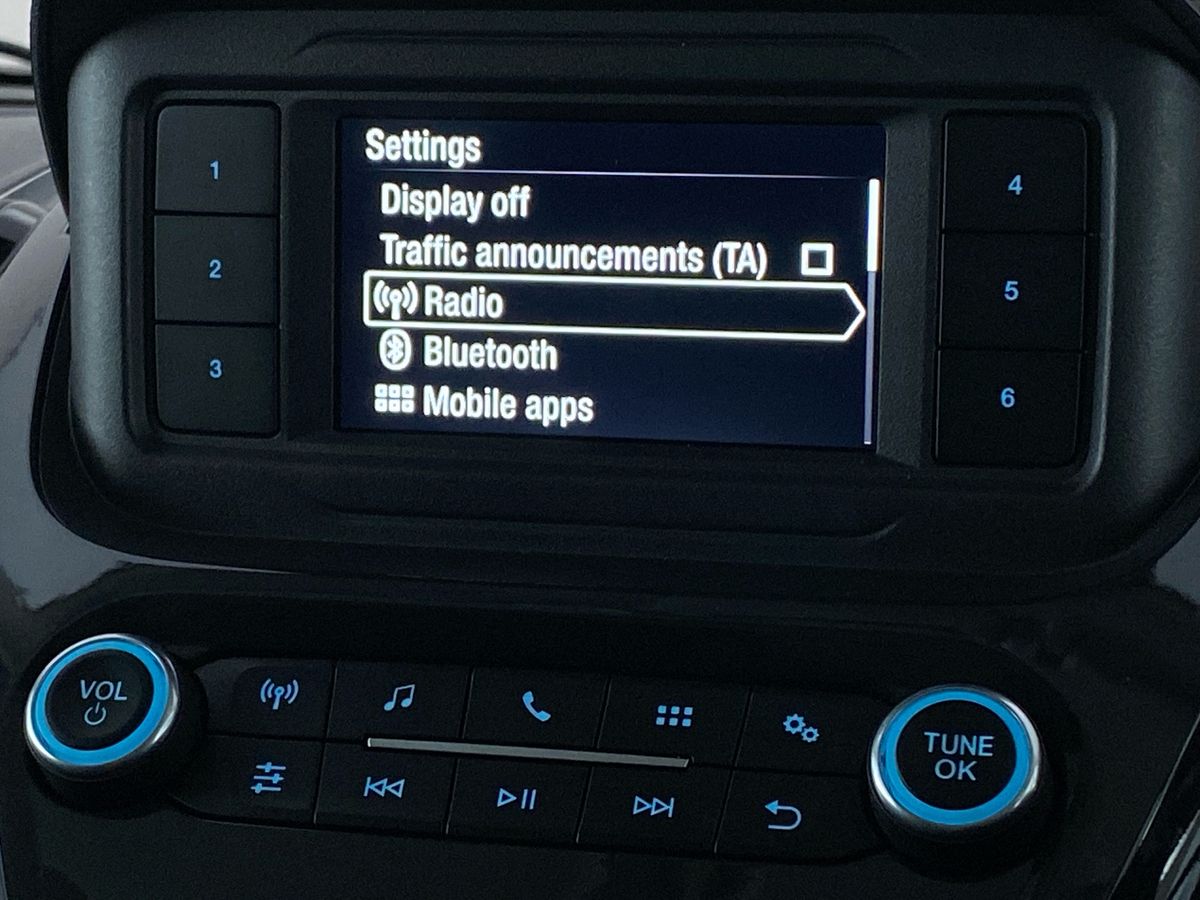 Settings
Display off
Traffic announcements (TA)
Radio
Bluetooth
Mobile apps
1
2
3
4
5
6
VOL
TUNE
OK